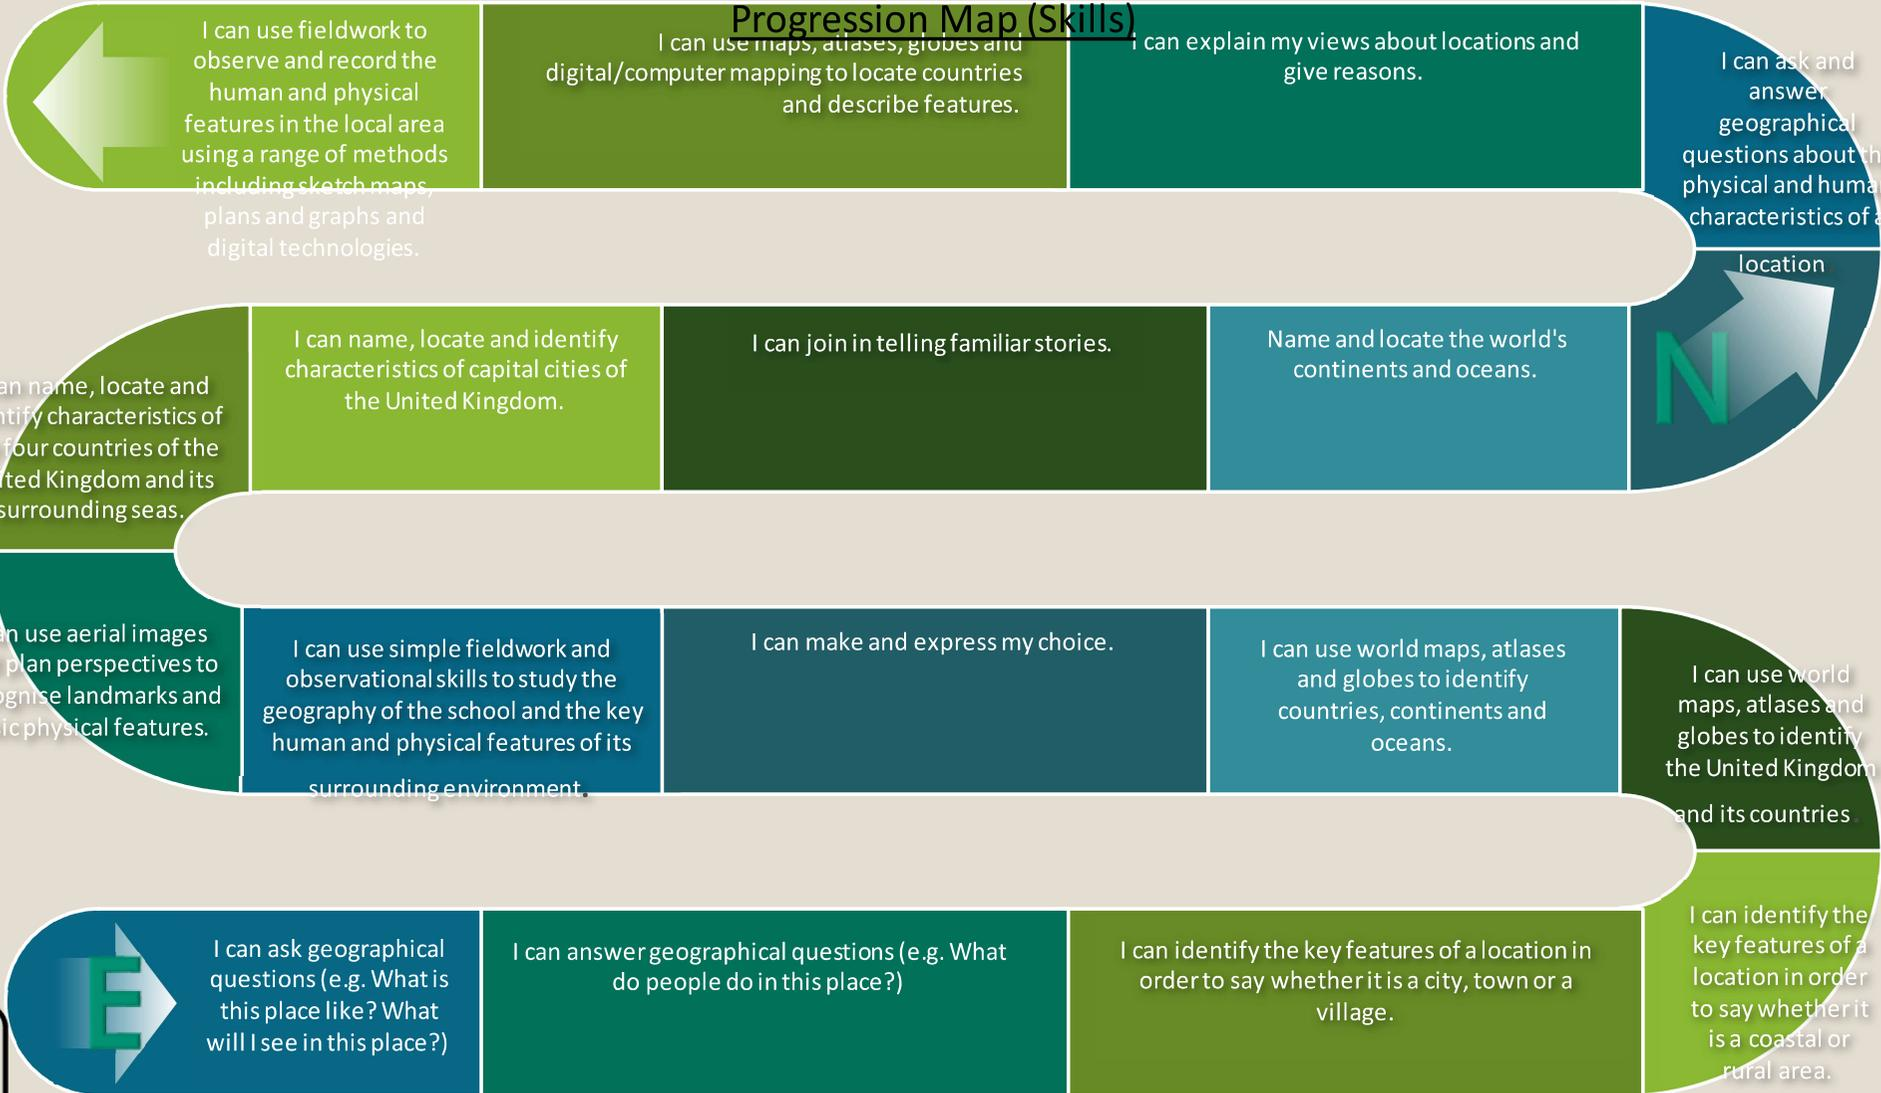 Progression Map (Skills)
I can use fieldwork to
observe and record the
human and physical
features in the local area
using a range of methods
including sketch maps,
plans and graphs and
digital technologies.
I can use maps, atlases, globes and
digital/computer mapping to locate countries
and describe features.
I can explain my views about locations and
give reasons.
I can ask and
answer
geographical
questions about
physical and
characteristics of
location
name, locate and
characteristics of
four countries of the
Kingdom and its
surrounding seas.
I can name, locate and identify
characteristics of capital cities of
the United Kingdom.
I can join in telling familiar stories.
Name and locate the world's
continents and oceans.
N
use aerial images
plan perspectives to
landmarks and
physical features.
I can use simple fieldwork and
observational skills to study the
geography of the school and the key
human and physical features of its
surrounding environment.
I can make and express my choice.
I can use world maps, atlases
and globes to identify
countries, continents and
oceans.
I can use world
maps, atlases and
globes to identify
the United Kingdom
and its countries.
E
I can ask geographical
questions (e.g. What is
this place like? What
will I see in this place?)
I can answer geographical questions (e.g. What
do people do in this place?)
I can identify the key features of a location in
order to say whether it is a city, town or a
village.
I can identify the
key features of a
location in order
to say whether it
is a coastal or
rural area.